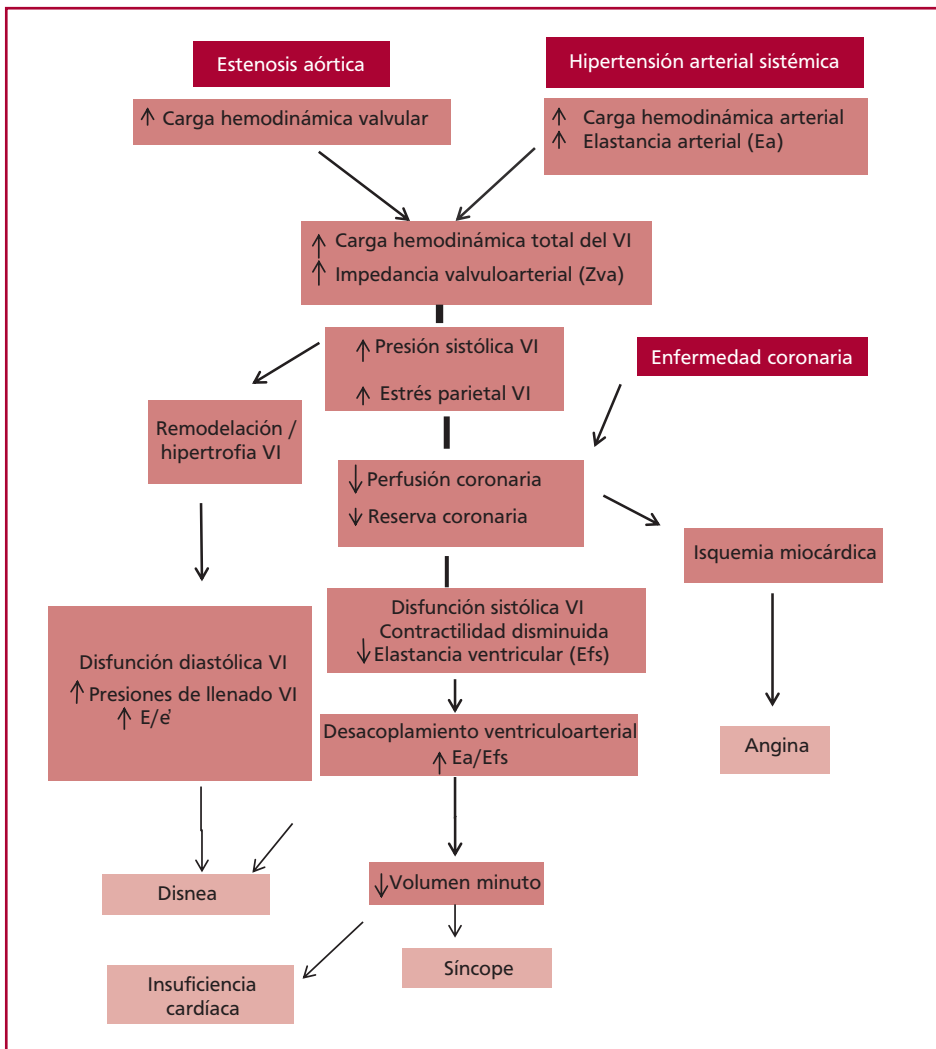 Estenosis aórtica
Hipertensión arterial sistémica
↑ Carga hemodinámica valvular
↑ Carga hemodinámica arterial
↑ Elastancia arterial (Ea)
↑ Carga hemodinámica total del VI
↑ Impedancia valvuloarterial (Zva)
↑ Presión sistólica VI
↑ Estrés parietal VI
Enfermedad coronaria
Remodelación /
hipertrofia VI
↓ Perfusión coronaria
↓ Reserva coronaria
Isquemia miocárdica
Disfunción sistólica VI
Contractilidad disminuida
↓ Elastancia ventricular (Efs)
Disfunción diastólica VI
↑ Presiones de llenado VI
↑ E/e'
Desacoplamiento ventriculoarterial
↑ Ea/Efs
Angina
Disnea
↓ Volumen minuto
Síncope
Insuficiencia
cardíaca